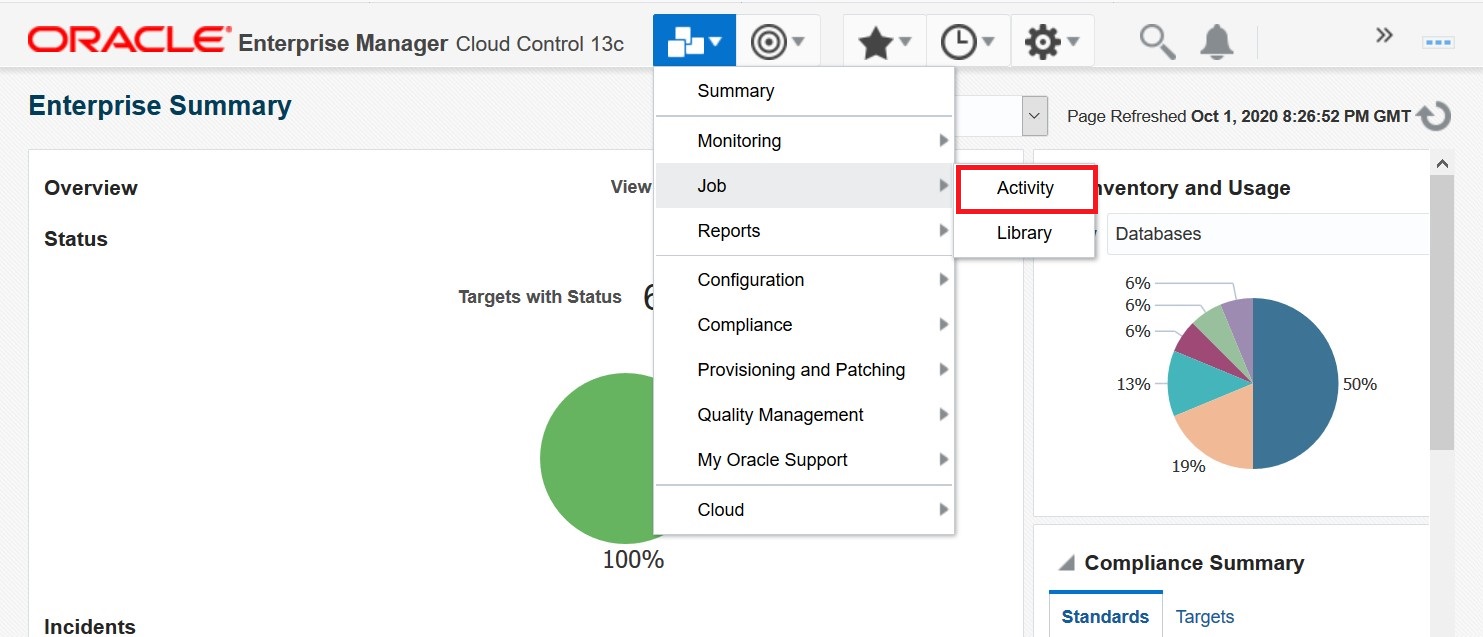 ORACLE Enterprise Manager Cloud Control 13c
Enterprise Summary
Page Refreshed Oct 1, 2020 8:26:52 PM GMT
Summary
Monitoring
Job
Reports
Configuration
Compliance
Provisioning and Patching
Quality Management
My Oracle Support
Cloud
Activity
Library
Overview
View
Status
Targets with Status
100%
Incidents
nventory and Usage
Databases
6%
6%
6%
13%
50%
19%
Compliance Summary
Standards
Targets